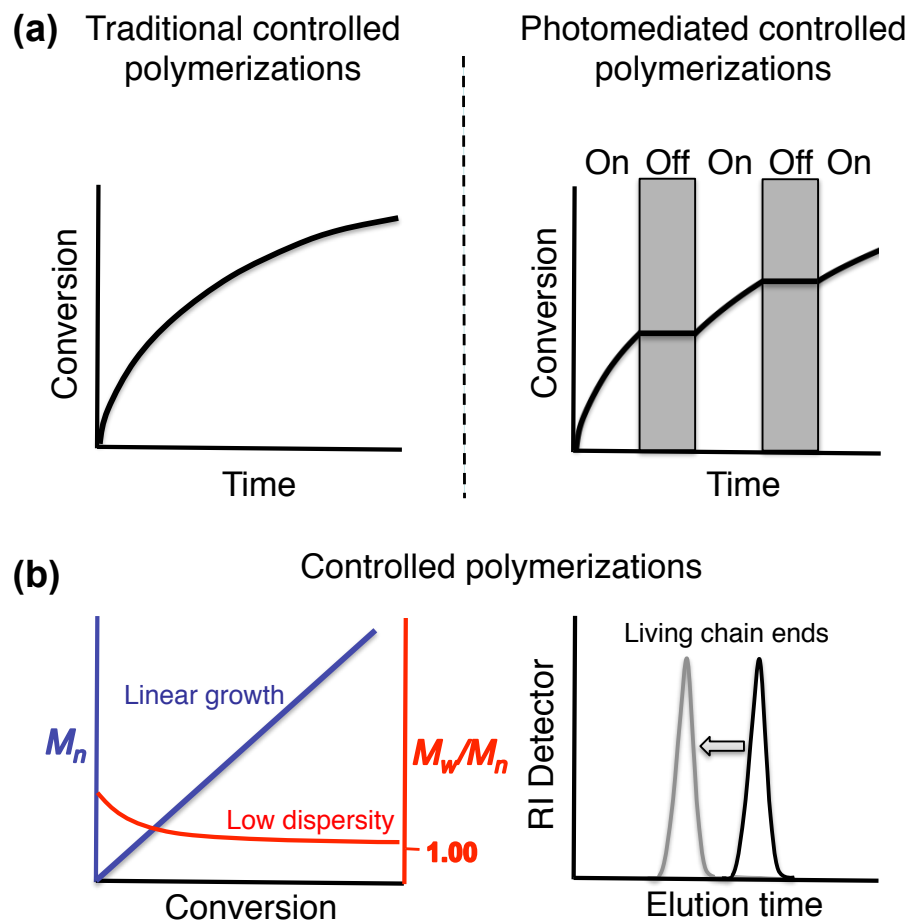 (a)
Traditional controlled
polymerizations
Photomediated controlled
polymerizations
Conversion
Time
On Off On Off On
Conversion
Time
(b)
Controlled polymerizations
Mn
Linear growth
Low dispersity
Mw/Mn
1.00
Conversion
Living chain ends
RI Detector
Elution time